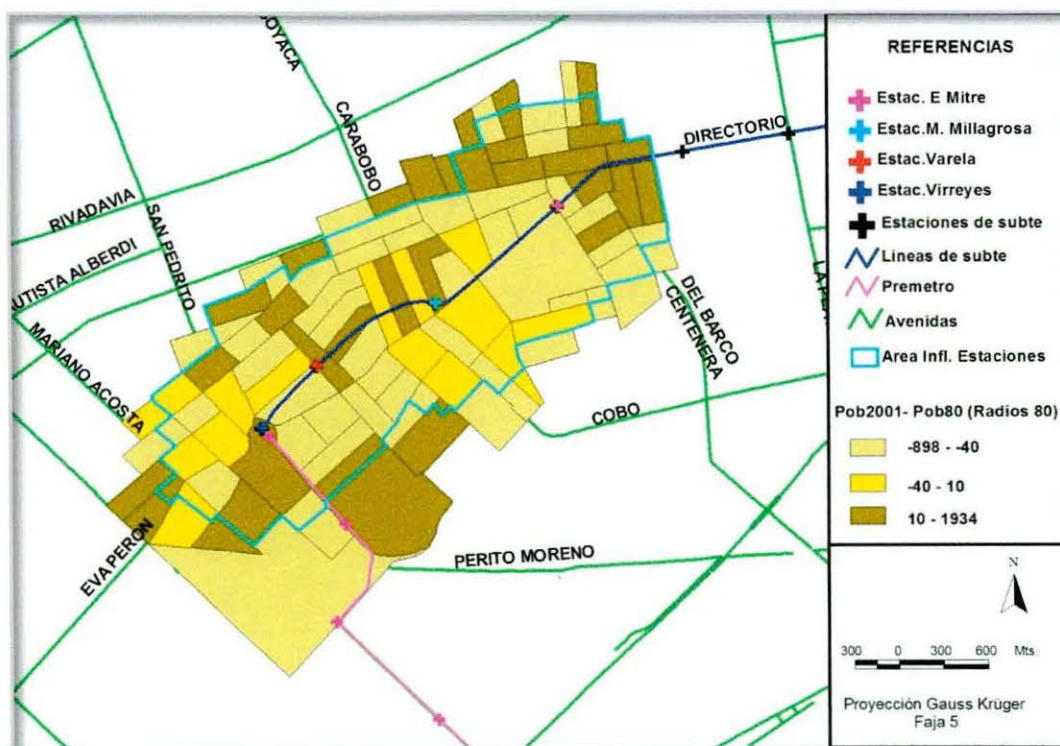 OYACA
CARABOBO
DIRECTORIO
RIVADAVIA
SAN PEDRITO
AUTISTA ALBERDI
MARIANO ACOSTA
DEL BARCO
CENTENERA
COBO
EVA PERON
PERITO MORENO
REFERENCIAS
Estac. E Mitre
Estac.M. Millagrosa
Estac.Varela
Estac.Virreyes
Estaciones de subte
Lineas de subte
Premetro
Avenidas
Area Infl. Estaciones
Pob2001- Pob80 (Radios 80)
-898 - -40
-40 - 10
10 - 1934
N
300 0 300 600 Mts.
Proyección Gauss Krüger
Faja 5